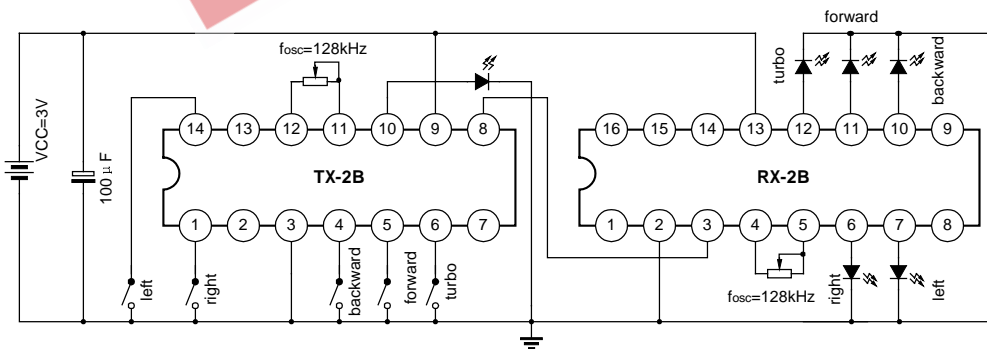 forward
fosc=128kHz
turbo
backward
VCC=3V
100 µF
14 13 12 11 10 9 8
TX-2B
1 2 3 4 5 6 7
16 15 14 13 12 11 10 9
RX-2B
1 2 3 4 5 6 7 8
left
right
backward
forward
turbo
fosc=128kHz
right
left